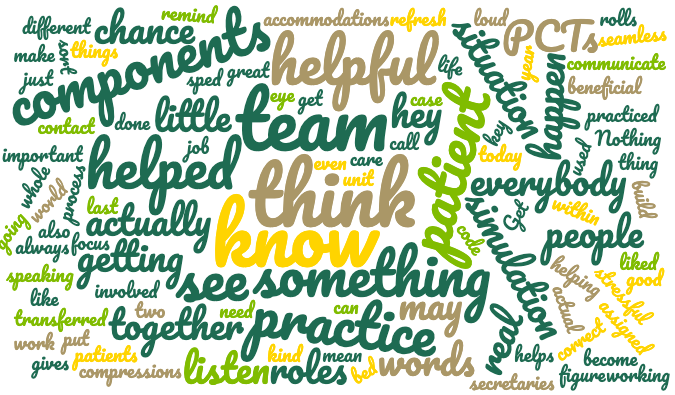 different
chance
remind
accommodations
refresh
loud
PCTs
rolls
seamless
make
sort
things
components
helpful
life
situation
year
happen
communicate
just
sped
great
beneficial
contact
done
little
eye
get
team
hey
case
call
patient
key
today
practiced
Nothing
used
thing
important
whole
world
process
helped
job
think
even
care
unit
everybody
build
going
also
always
focus
last
actually
know
code
Get
within
people
speaking
getting
see
something
simulation
helping
liked
stressful
good
like
involved
two
need
can
may
actual
assigned
transferred
together
practice
real
correct
work
put
gives
patients
compressions
listen
kind
roles
mean
bed
words
helps
secretaries
become
figure
working